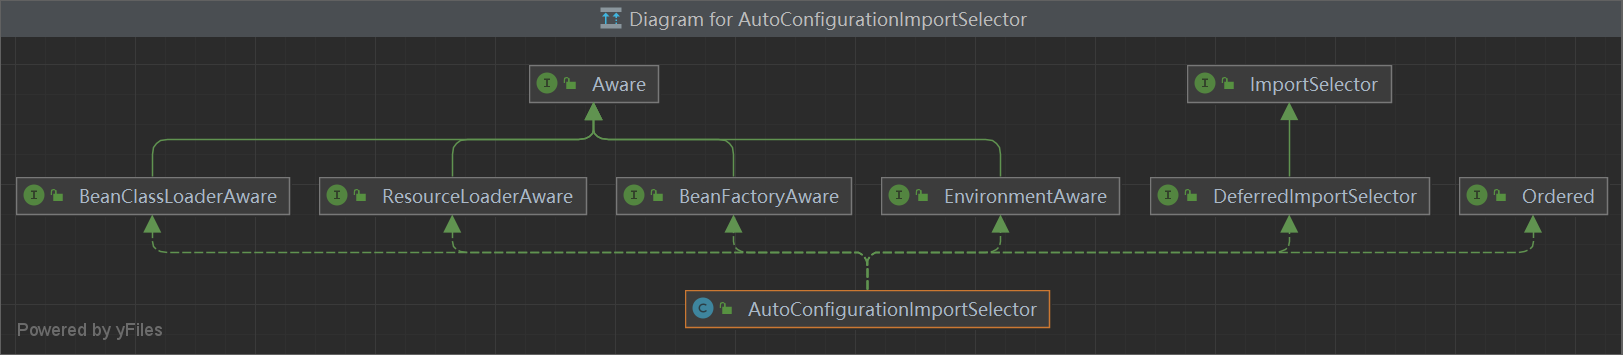 Diagram for AutoConfigurationImportSelector
I Aware
I ImportSelector
I BeanClassLoaderAware
I ResourceLoaderAware
I BeanFactoryAware
I EnvironmentAware
I DeferredImportSelector
I Ordered
C AutoConfigurationImportSelector
Powered by yFiles